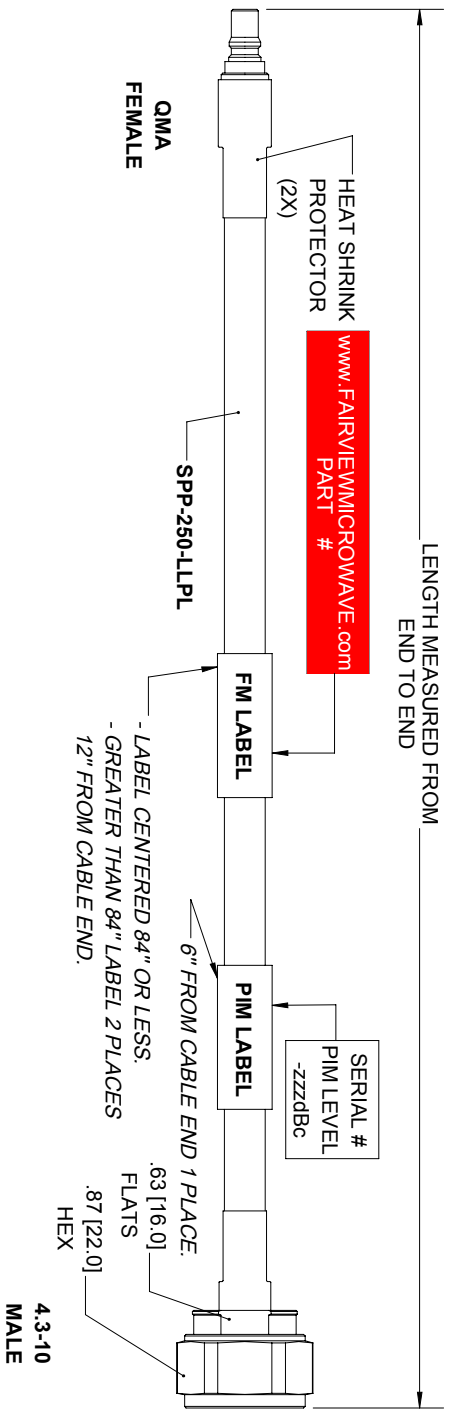 LENGTH MEASURED FROM
END TO END
www.FAIRVIEWMICROWAVE.com
PART #
HEAT SHRINK
PROTECTOR
(2X)
SERIAL #
PIM LEVEL
-zzzdBc
FM LABEL
PIM LABEL
QMA
FEMALE
SPP-250-LLPL
6" FROM CABLE END 1 PLACE.
- LABEL CENTERED 84" OR LESS.
- GREATER THAN 84" LABEL 2 PLACES
12" FROM CABLE END.
.63 [16.0]
FLATS
.87 [22.0]
HEX
4.3-10
MALE